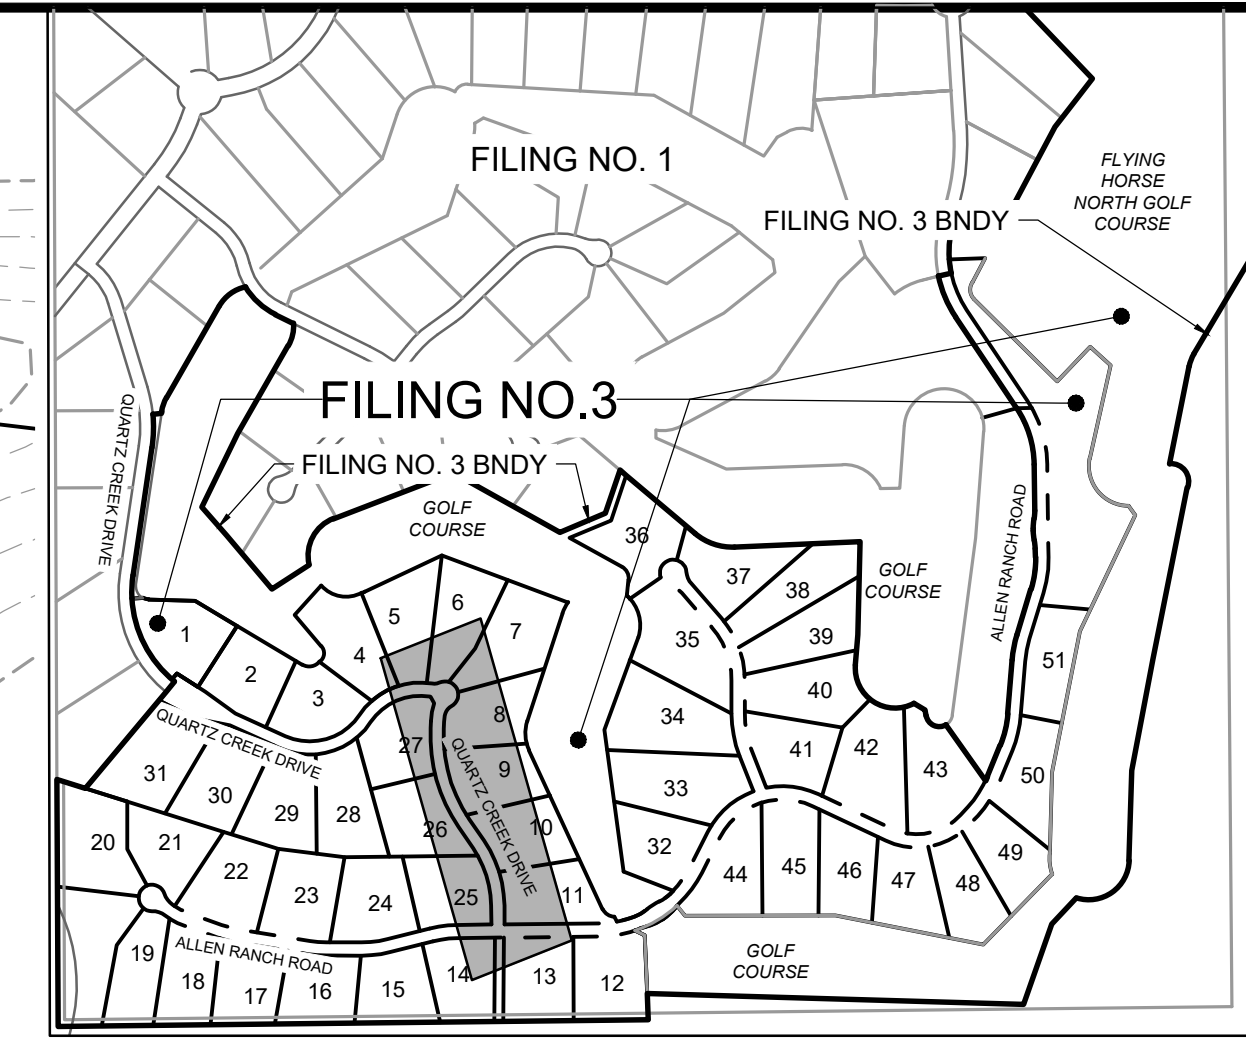 FILING NO. 1
FLYING
HORSE
NORTH GOLF
COURSE
FILING NO. 3 BNDY
FILING NO.3
QUARTZ CREEK DRIVE
FILING NO. 3 BNDY
GOLF
COURSE
ALLEN RANCH ROAD
GOLF
COURSE
36
37
38
39
40
35
34
33
32
41
42
43
51
50
49
48
47
46
45
44
1
2
3
4
5
6
7
8
9
10
11
QUARTZ CREEK DRIVE
QUARTZ CREEK DRIVE
31
30
29
28
27
26
25
20
21
22
23
24
ALLEN RANCH ROAD
19
18
17
16
15
14
13
12
GOLF
COURSE